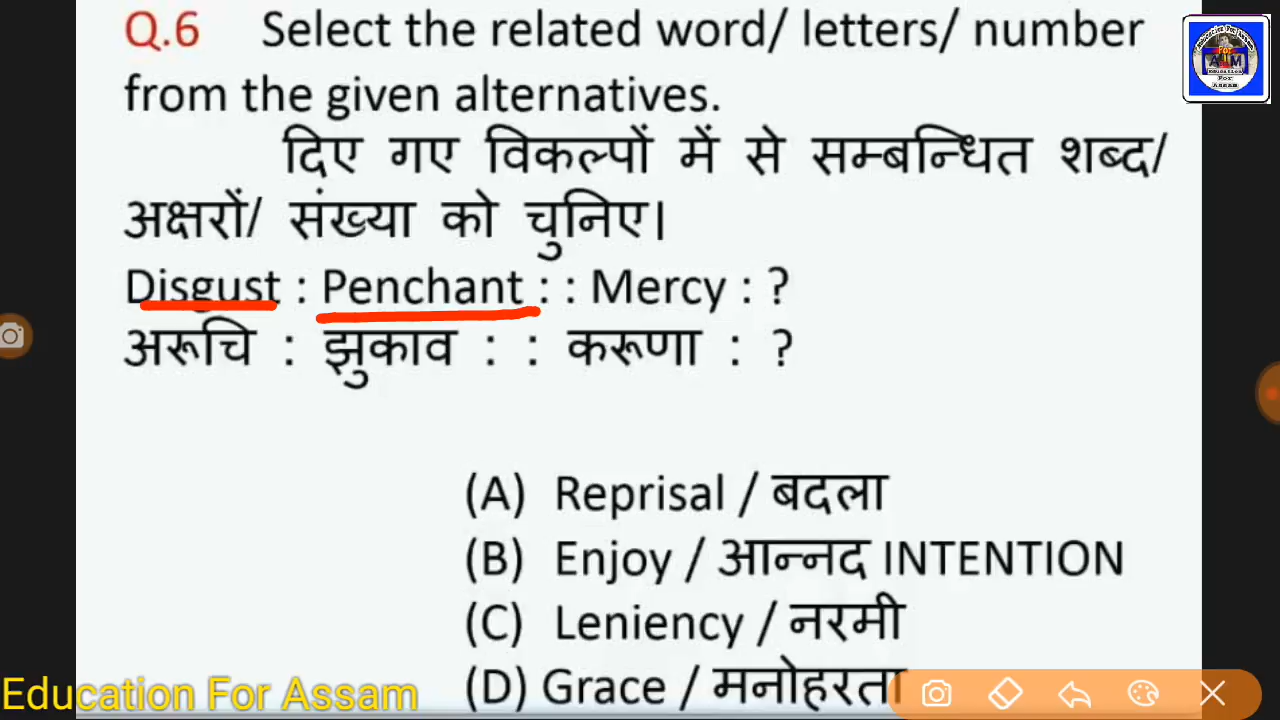 Q.6 Select the related word/ letters/ number
from the given alternatives.
दिए गए विकल्पों में से सम्बन्धित शब्द/
अक्षरों/ संख्या को चुनिए।
Disgust : Penchant : : Mercy : ?
अरूचि : झुकाव : : करूणा : ?
(A) Reprisal / बदला
(B) Enjoy / आन्नद INTENTION
(C) Leniency / नरमी
(D) Grace / मनोहरता
Education For Assam